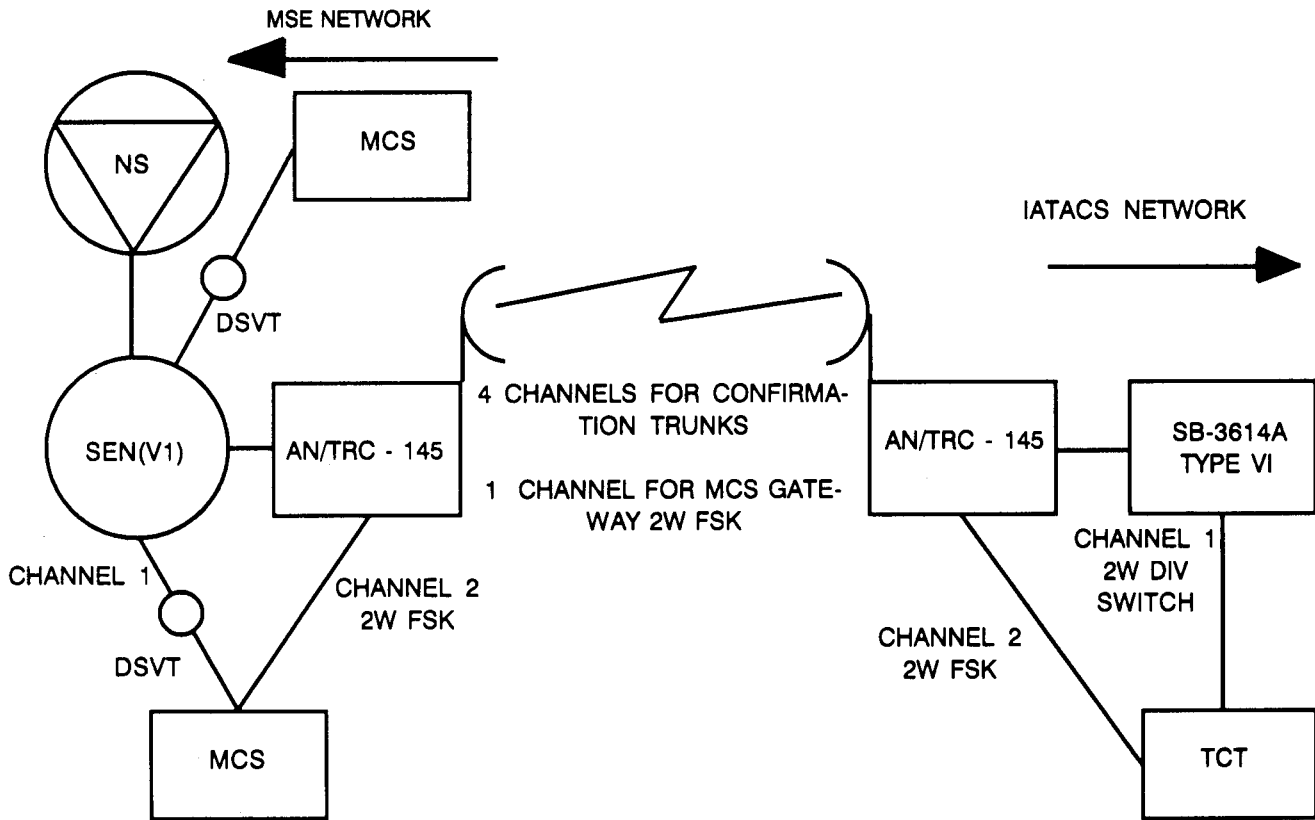 MSE NETWORK
MCS
NS
IATACS NETWORK
DSVT
4 CHANNELS FOR CONFIRMA-
TION TRUNKS
SEN(V1)
AN/TRC - 145
AN/TRC - 145
SB-3614A
TYPE VI
1 CHANNEL FOR MCS GATE-
WAY 2W FSK
CHANNEL 1
CHANNEL 2
2W FSK
CHANNEL 1
2W DIV
SWITCH
CHANNEL 2
2W FSK
DSVT
MCS
TCT